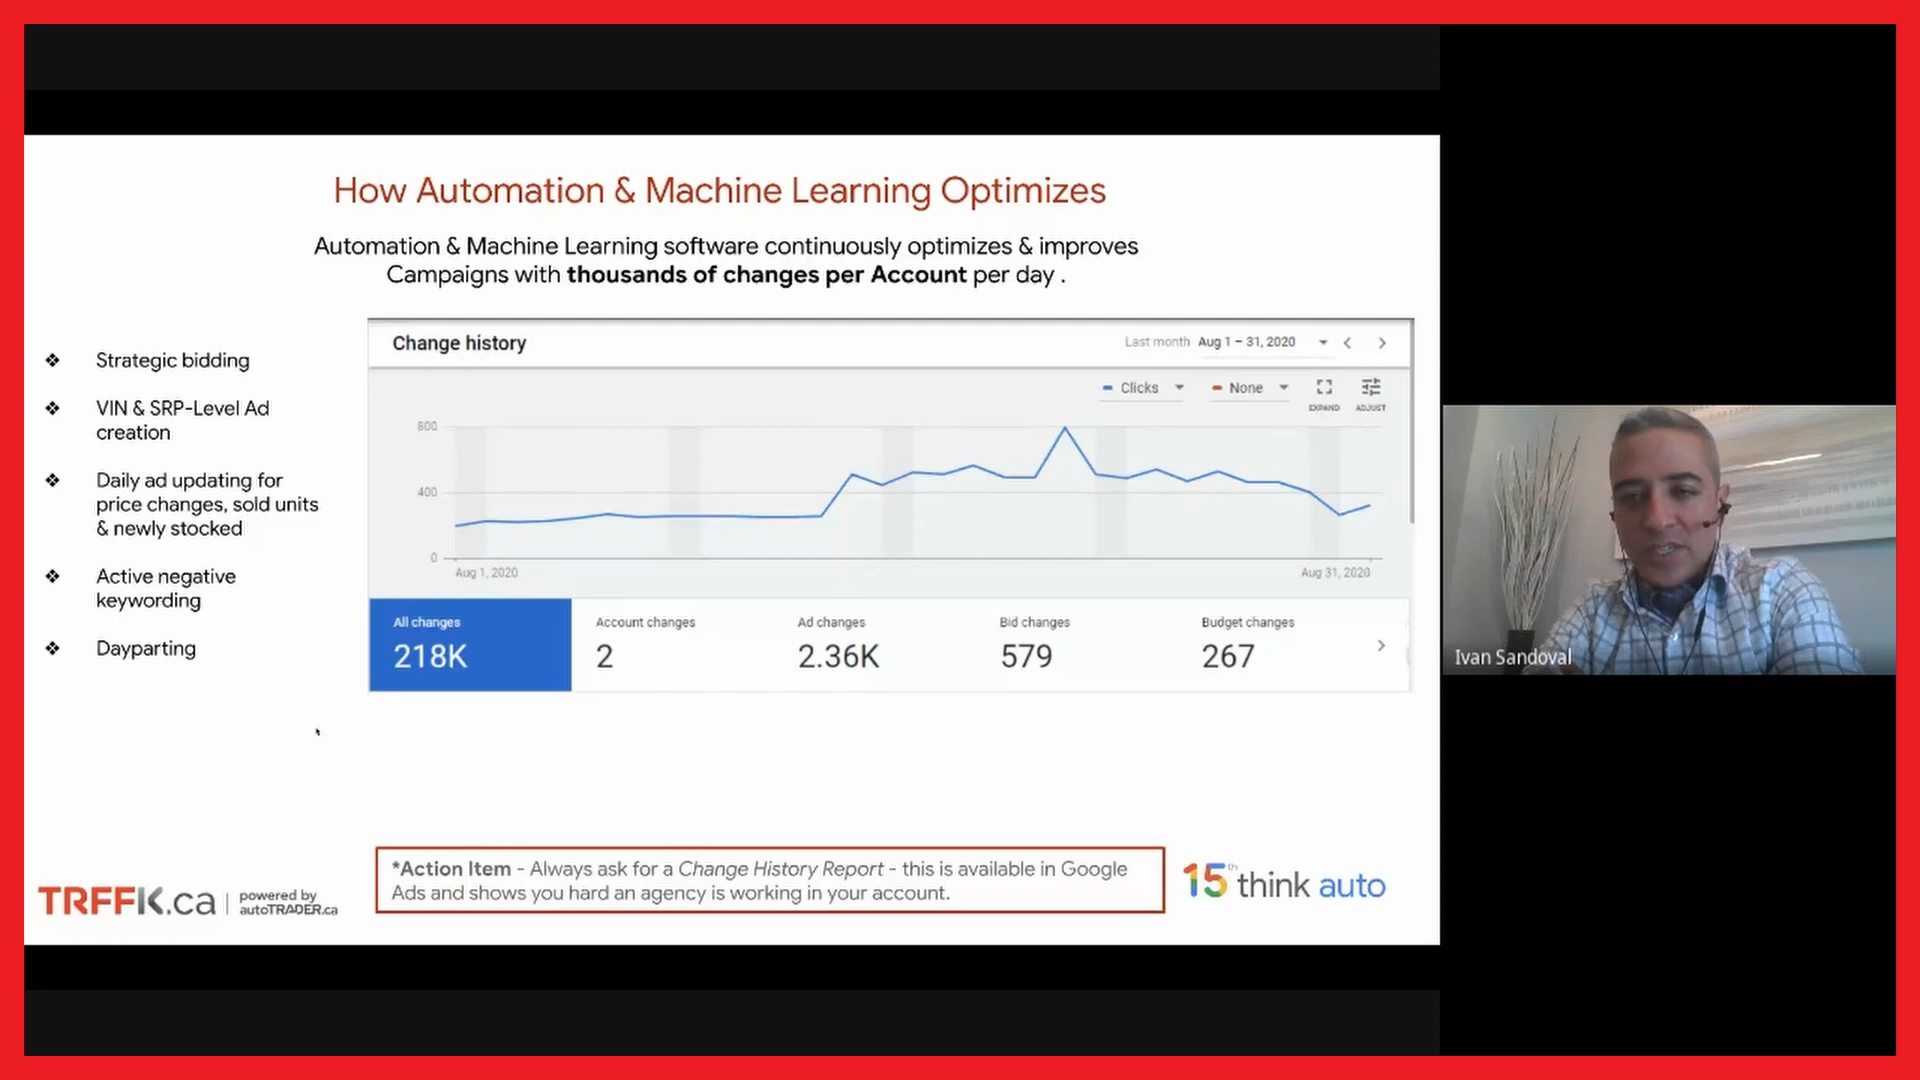 How Automation & Machine Learning Optimizes
Automation & Machine Learning software continuously optimizes & improves
Campaigns with thousands of changes per Account per day .
❖ Strategic bidding
❖ VIN & SRP-Level Ad
creation
❖ Daily ad updating for
price changes, sold units
& newly stocked
❖ Active negative
keywording
❖ Dayparting
Change history
Last month Aug 1 – 31, 2020
Clicks
None
EXPAND
ADJUST
800
400
0
Aug 1, 2020
Aug 31, 2020
All changes
218K
Account changes
2
Ad changes
2.36K
Bid changes
579
Budget changes
267
Ivan Sandoval
*Action Item - Always ask for a Change History Report - this is available in Google
Ads and shows you hard an agency is working in your account.
TRFFK.ca
powered by
autoTRADER.ca
15th think auto